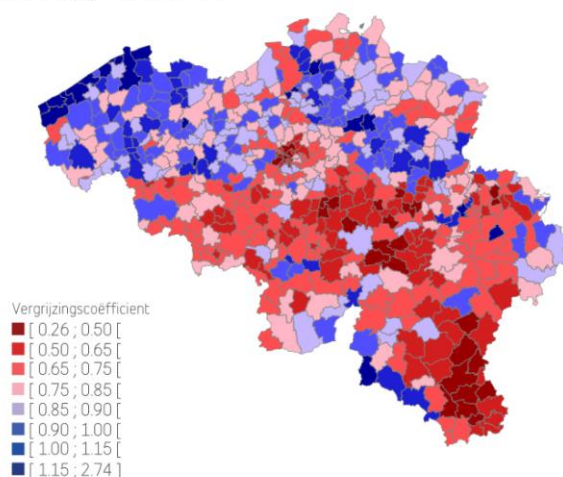 Vergrijzingscoëfficient
[ 0.26 ; 0.50 [
[ 0.50 ; 0.65 [
[ 0.65 ; 0.75 [
[ 0.75 ; 0.85 [
[ 0.85 ; 0.90 [
[ 0.90 ; 1.00 [
[ 1.00 ; 1.15 [
[ 1.15 ; 2.74 ]